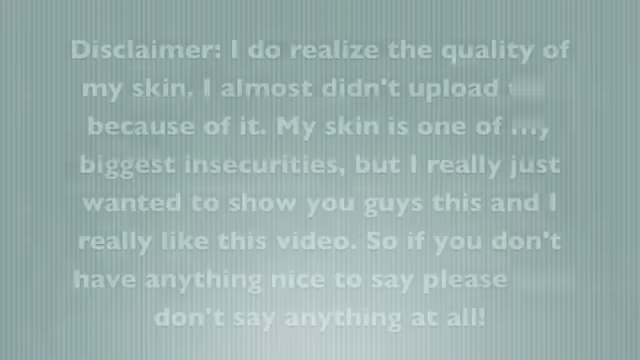 Disclaimer: I do realize the quality of
my skin. I almost didn't upload
because of it. My skin is one of my
biggest insecurities, but I really just
wanted to show you guys this and I
really like this video. So if you don't
have anything nice to say please
don't say anything at all!